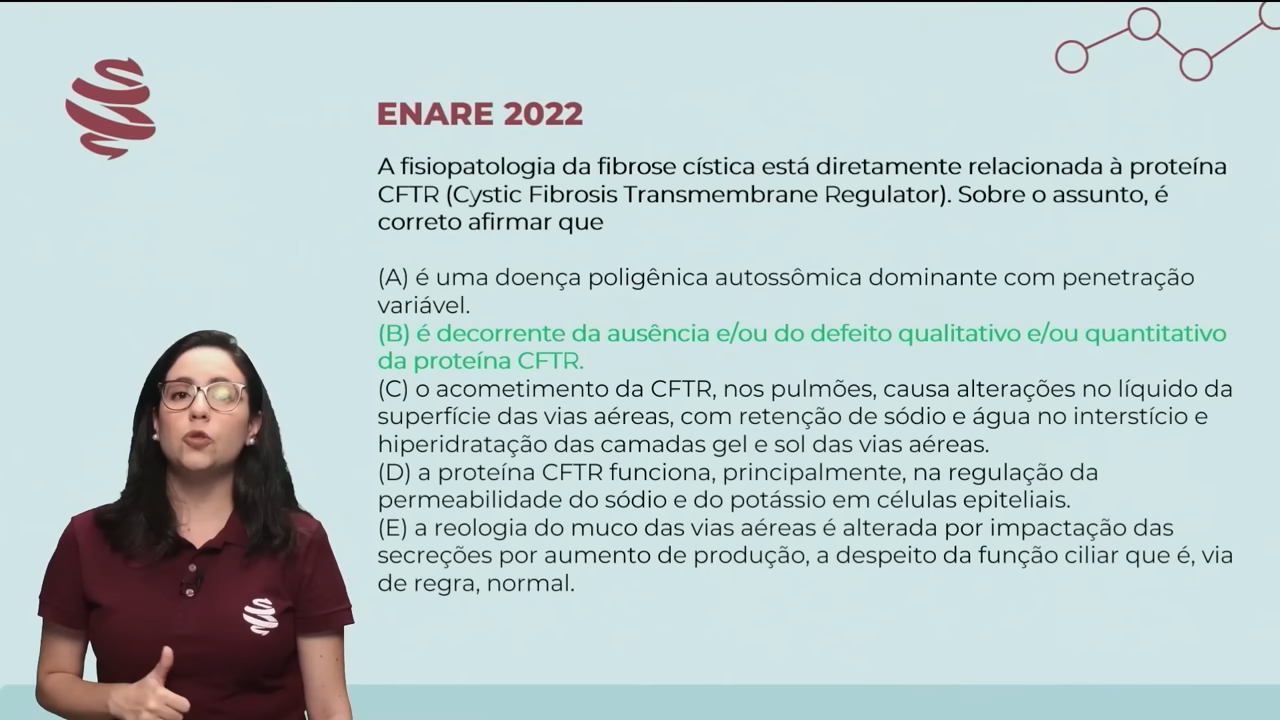 ENARE 2022
A fisiopatologia da fibrose cística está diretamente relacionada à proteína
CFTR (Cystic Fibrosis Transmembrane Regulator). Sobre o assunto, é
correto afirmar que
(A) é uma doença poligênica autossômica dominante com penetração
variável.
(B) é decorrente da ausência e/ou do defeito qualitativo e/ou quantitativo
da proteína CFTR.
(C) o acometimento da CFTR, nos pulmões, causa alterações no líquido da
superfície das vias aéreas, com retenção de sódio e água no interstício e
hiperidratação das camadas gel e sol das vias aéreas.
(D) a proteína CFTR funciona, principalmente, na regulação da
permeabilidade do sódio e do potássio em células epiteliais.
(E) a reologia do muco das vias aéreas é alterada por impactação das
secreções por aumento de produção, a despeito da função ciliar que é, via
de regra, normal.